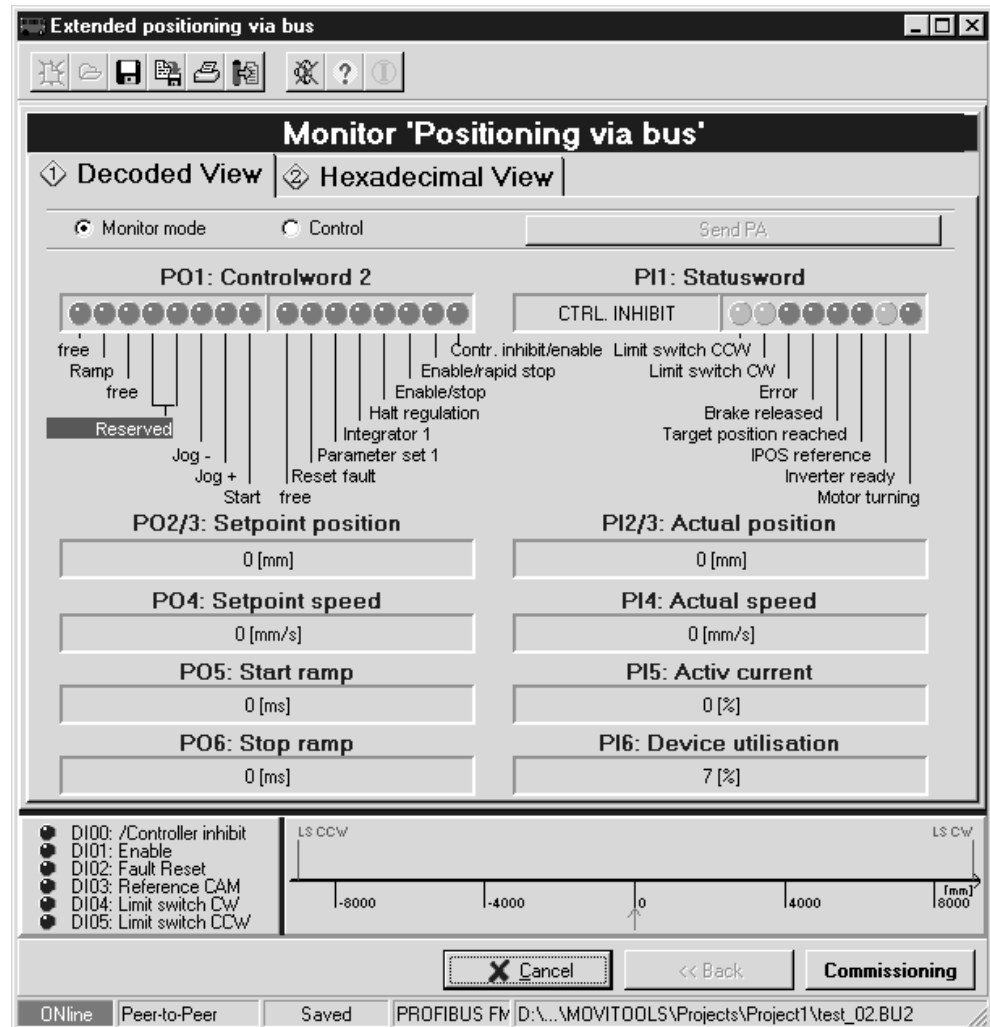 Extended positioning via bus
Monitor 'Positioning via bus'
1 Decoded View
2 Hexadecimal View
Monitor mode
Control
Send PA
PO1: Controlword 2
PI1: Statusword
CTRL. INHIBIT
free
Ramp
free
Reserved
Jog -
Jog +
Start
free
Reset fault
Parameter set 1
Integrator 1
Halt regulation
Enable/stop
Enable/rapid stop
Contr. inhibit/enable
Limit switch CCW
Limit switch CW
Error
Brake released
Target position reached
IPOS reference
Inverter ready
Motor turning
PO2/3: Setpoint position
PI2/3: Actual position
0 [mm]
0 [mm]
PO4: Setpoint speed
PI4: Actual speed
0 [mm/s]
0 [mm/s]
PO5: Start ramp
PI5: Activ current
0 [ms]
0 [%]
PO6: Stop ramp
PI6: Device utilisation
0 [ms]
7 [%]
DI00: /Controller inhibit
DI01: Enable
DI02: Fault Reset
DI03: Reference CAM
DI04: Limit switch CW
DI05: Limit switch CCW
LS CCW
LS CW
[mm]
-8000
-4000
0
4000
8000
Cancel
<< Back
Commissioning
ONline
Peer-to-Peer
Saved
PROFIBUS FM
D:\...\MOVITOOLS\Projects\Project1\test_02.BU2